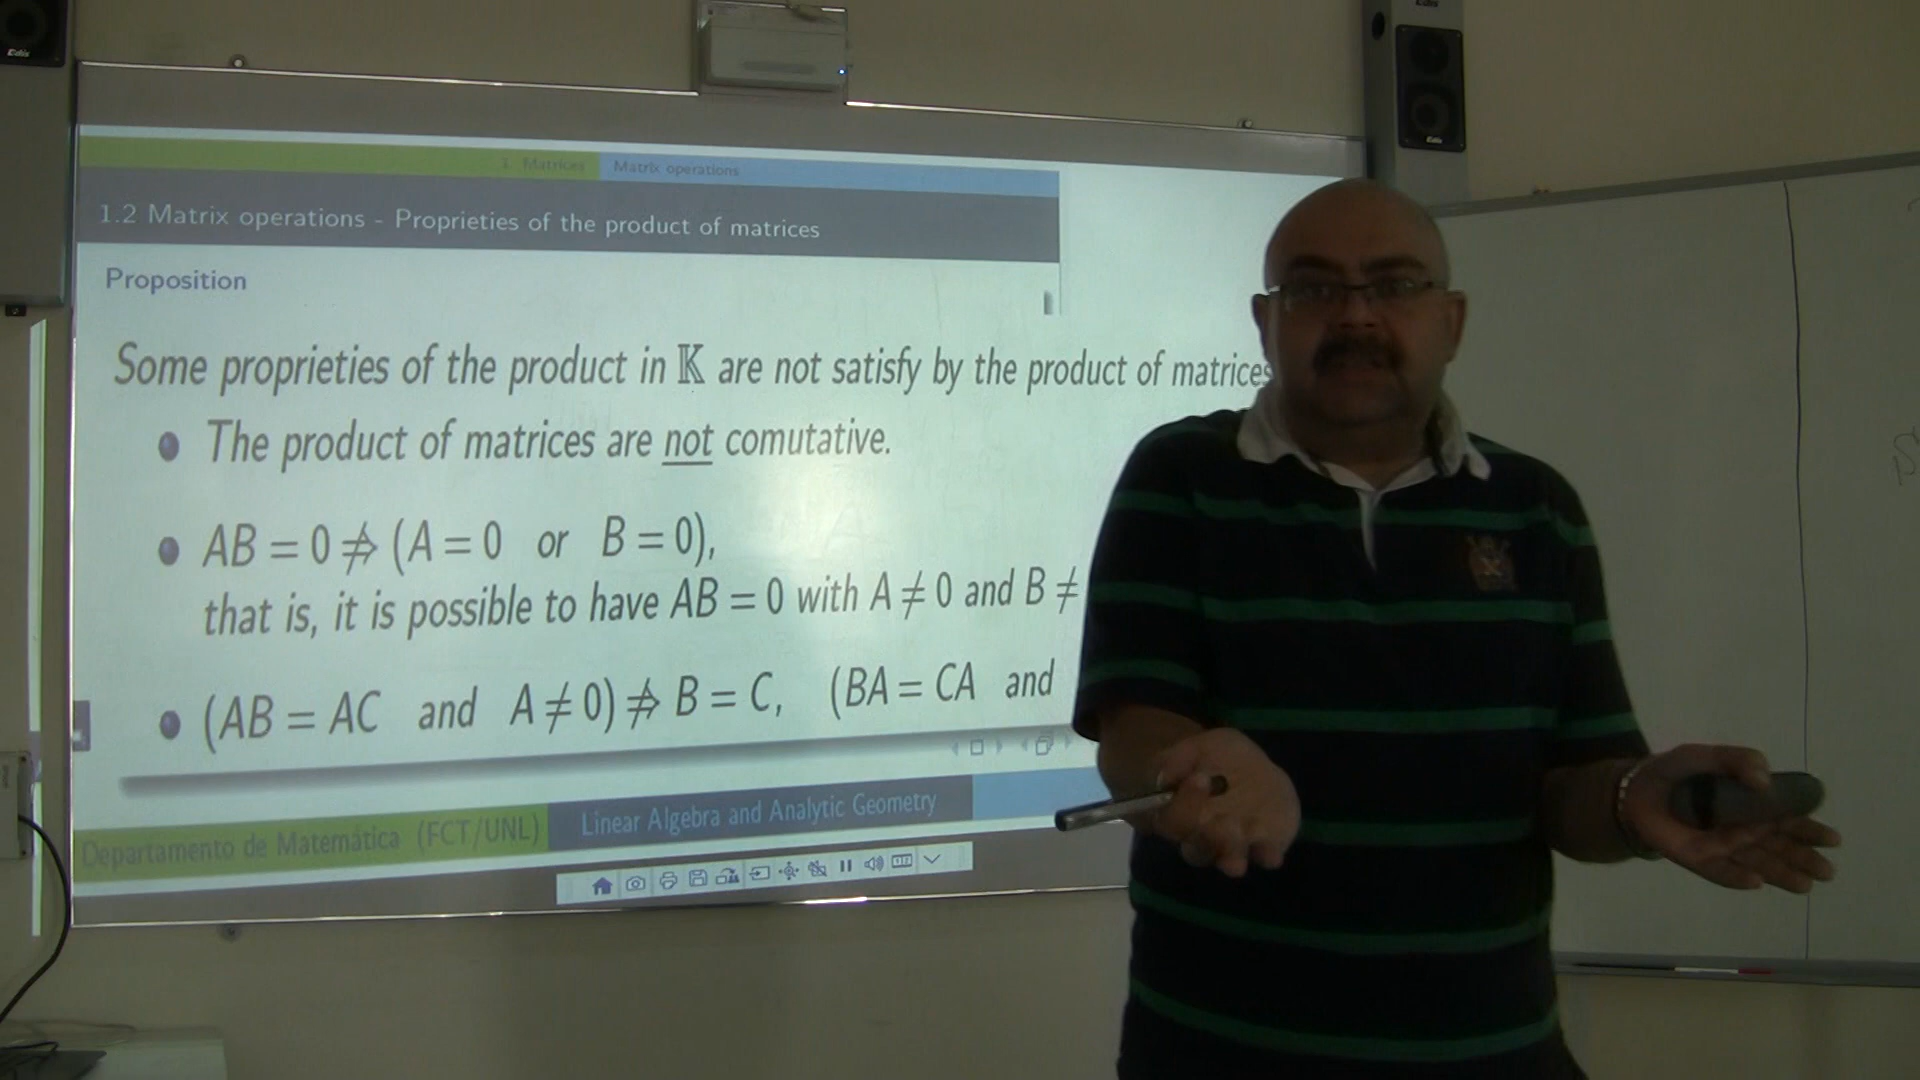 1. Matrices Matrix operations
1.2 Matrix operations - Proprieties of the product of matrices
Proposition
Some proprieties of the product in 𝕂 are not satisfy by the product of matrices
The product of matrices are not comutative.
AB = 0 ⇏ (A = 0 or B = 0),
that is, it is possible to have AB = 0 with A ≠ 0 and B ≠
(AB = AC and A ≠ 0) ⇏ B = C, (BA = CA and
Departamento de Matemática (FCT/UNL) Linear Algebra and Analytic Geometry
Edis
Edis